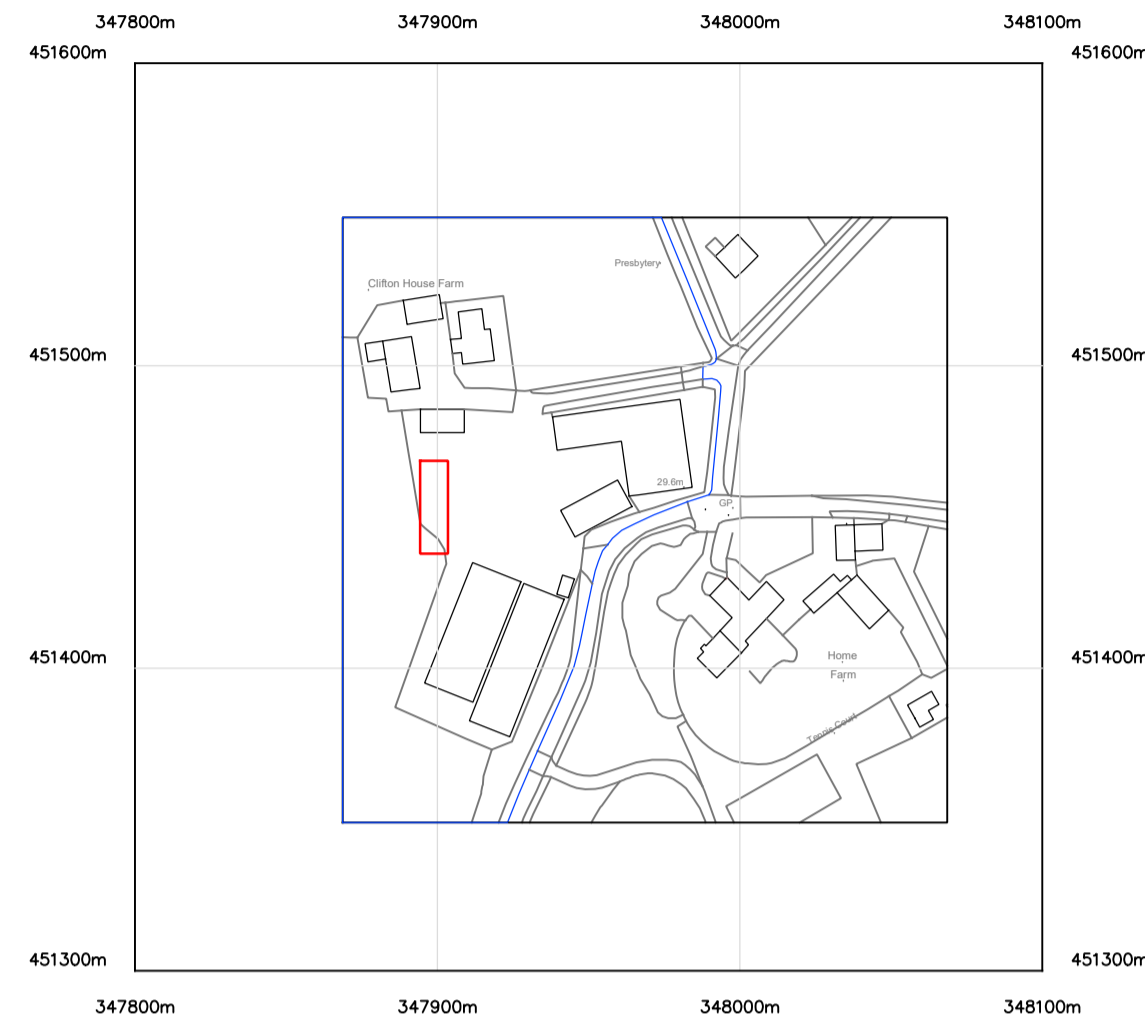 347800m 347900m 348000m 348100m
451600m 451600m
Presbytery
Clifton House Farm
451500m 451500m
29.6m
GP
451400m 451400m
Home
Farm
Tennis Court
451300m 451300m
347800m 347900m 348000m 348100m